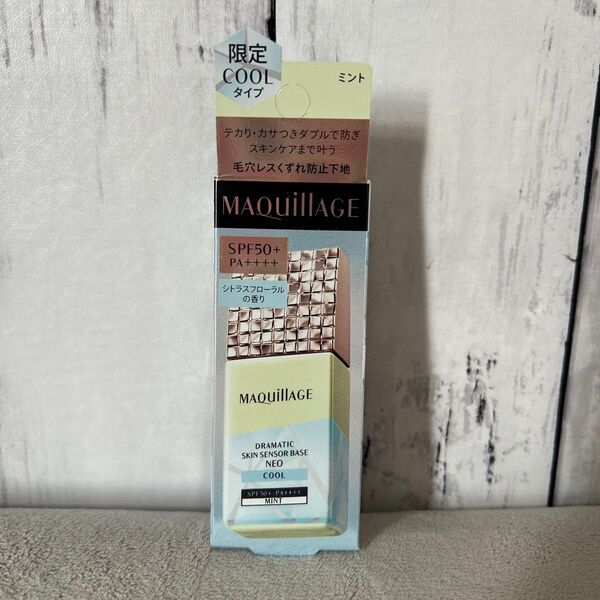 限定
COOL
タイプ
ミント
テカり・カサつきダブルで防ぎ
スキンケアまで叶う
毛穴レスくずれ防止下地
MAQuillAGE
SPF50+
PA++++
シトラスフローラル
の香り
MAQuillAGE
DRAMATIC
SKIN SENSOR BASE
NEO
COOL
SPF50+・PA++++
MINT